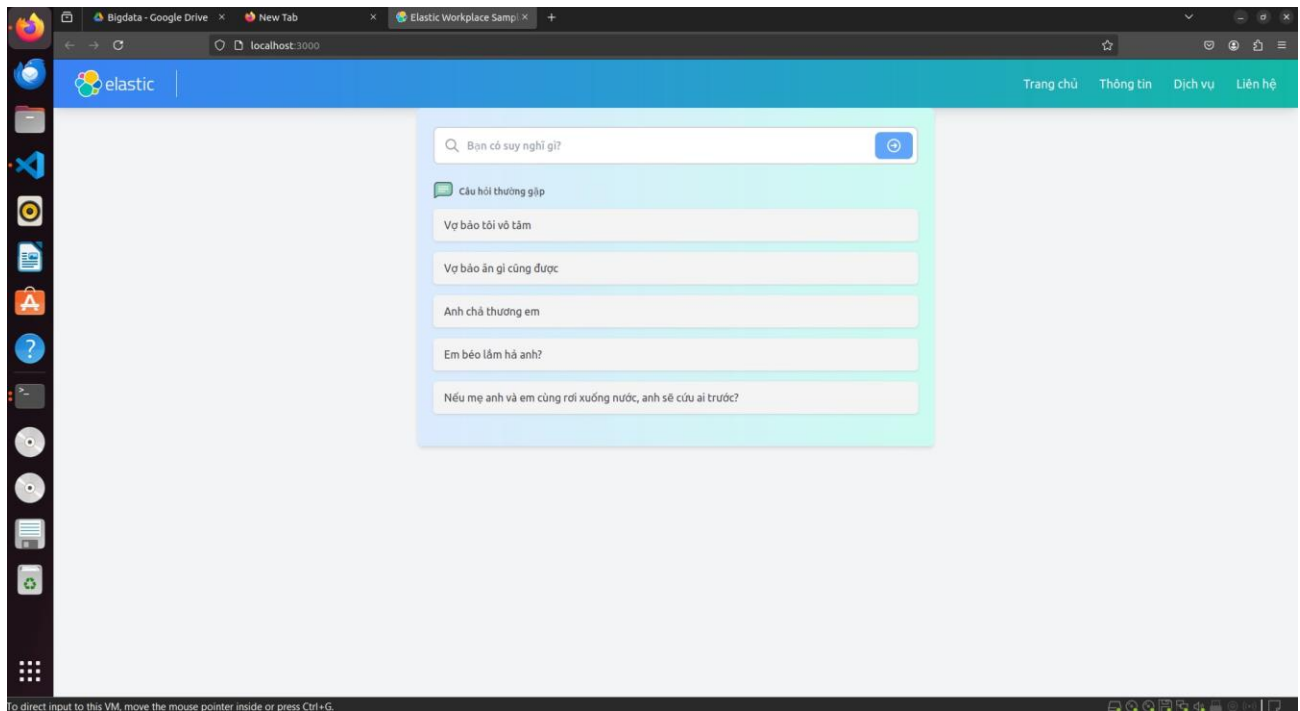 Bigdata - Google Drive
New Tab
Elastic Workplace Sampl
localhost:3000
elastic
Trang chủ Thông tin Dịch vụ Liên hệ
Bạn có suy nghĩ gì?
Câu hỏi thường gặp
Vợ bảo tôi vô tâm
Vợ bảo ăn gì cũng được
Anh chả thương em
Em béo lắm hả anh?
Nếu mẹ anh và em cùng rơi xuống nước, anh sẽ cứu ai trước?
To direct input to this VM, move the mouse pointer inside or press Ctrl+G.